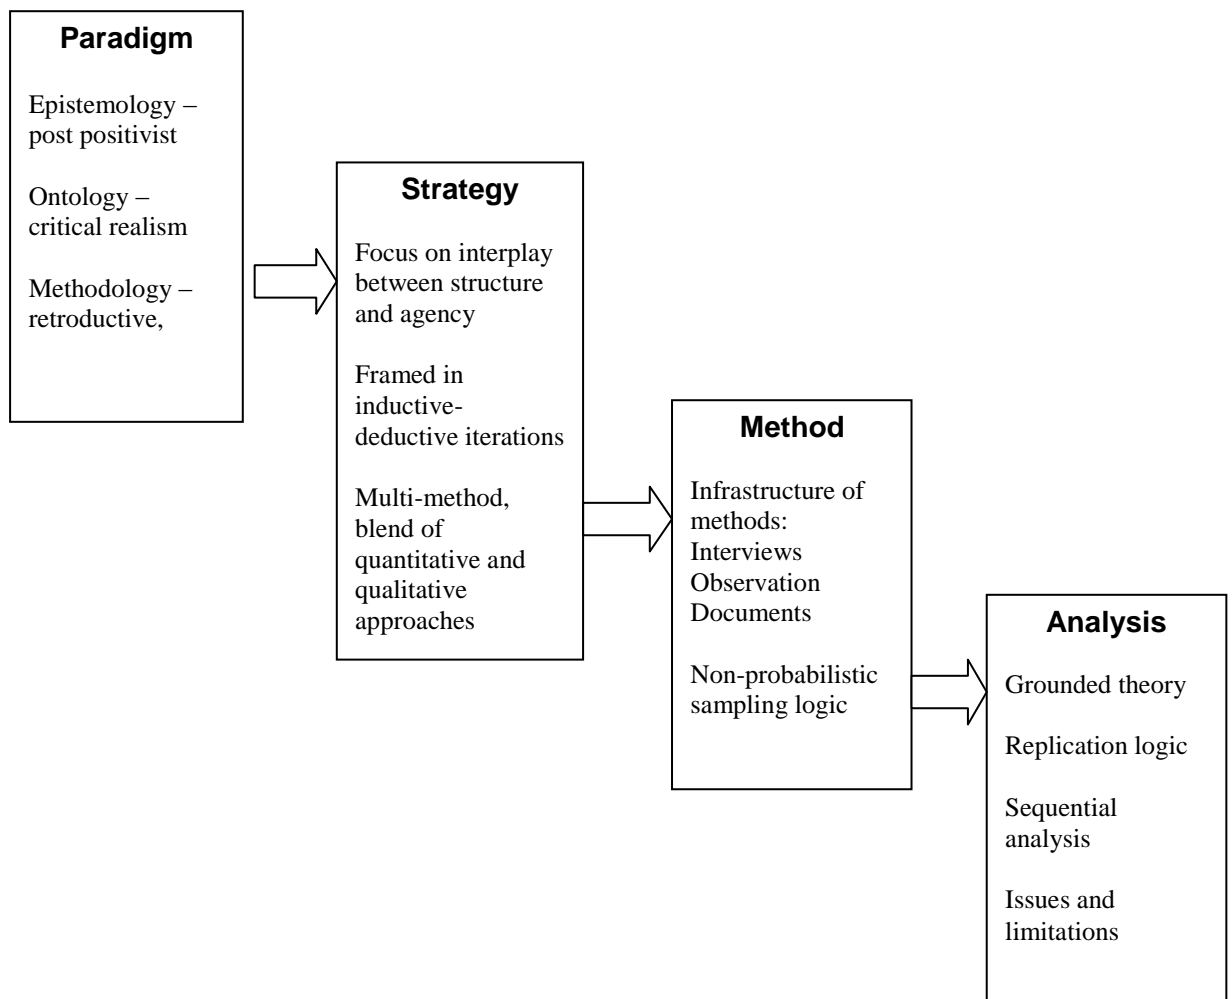 Paradigm
Epistemology –
post positivist
Ontology –
critical realism
Methodology –
retroductive,
Strategy
Focus on interplay
between structure
and agency
Framed in
inductive-
deductive iterations
Multi-method,
blend of
quantitative and
qualitative
approaches
Method
Infrastructure of
methods:
Interviews
Observation
Documents
Non-probabilistic
sampling logic
Analysis
Grounded theory
Replication logic
Sequential
analysis
Issues and
limitations